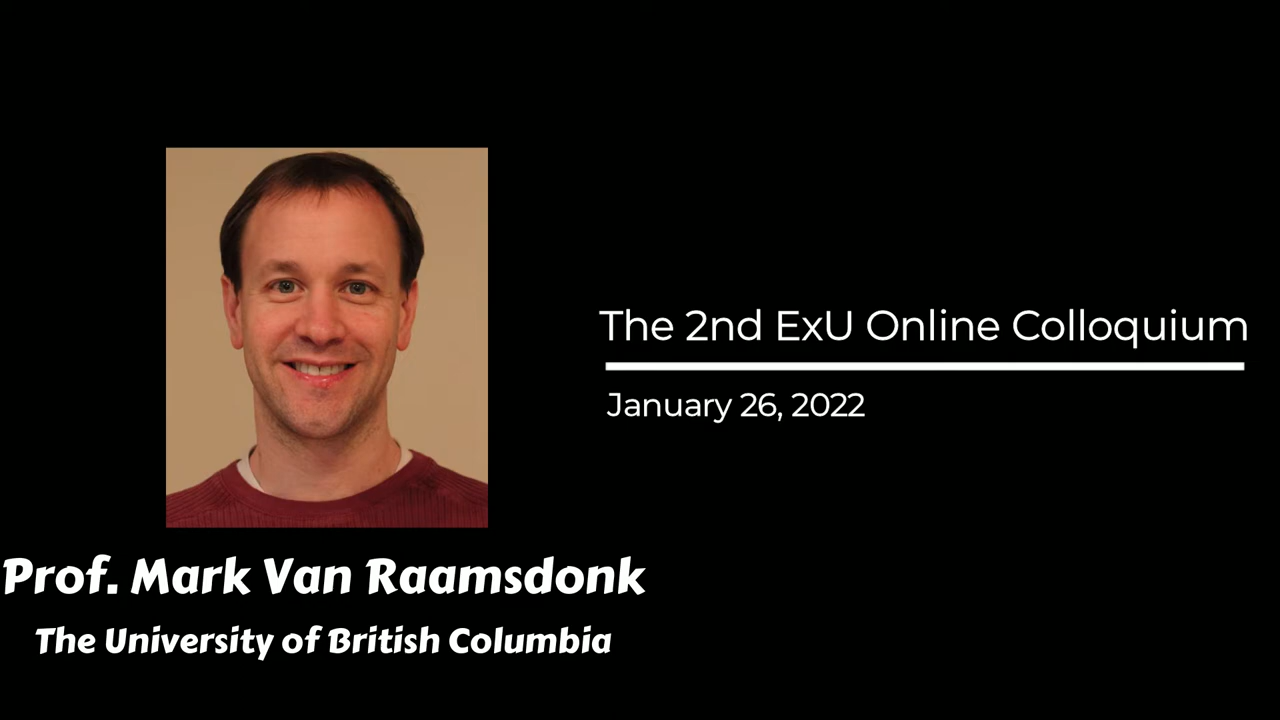 The 2nd ExU Online Colloquium
January 26, 2022
Prof. Mark Van Raamsdonk
The University of British Columbia